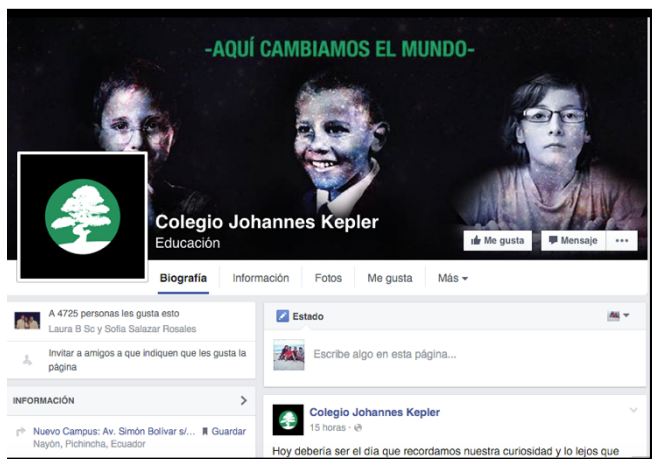 -AQUÍ CAMBIAMOS EL MUNDO-
Colegio Johannes Kepler
Educación
Me gusta
Mensaje
Biografía
Información
Fotos
Me gusta
Más
A 4725 personas les gusta esto
Laura B Sc y Sofia Salazar Rosales
Invitar a amigos a que indiquen que les gusta la
página
INFORMACIÓN
Nuevo Campus: Av. Simón Bolívar s/...
Guardar
Nayón, Pichincha, Ecuador
Estado
Escribe algo en esta página...
Colegio Johannes Kepler
15 horas ·
Hoy debería ser el día que recordamos nuestra curiosidad y lo lejos que